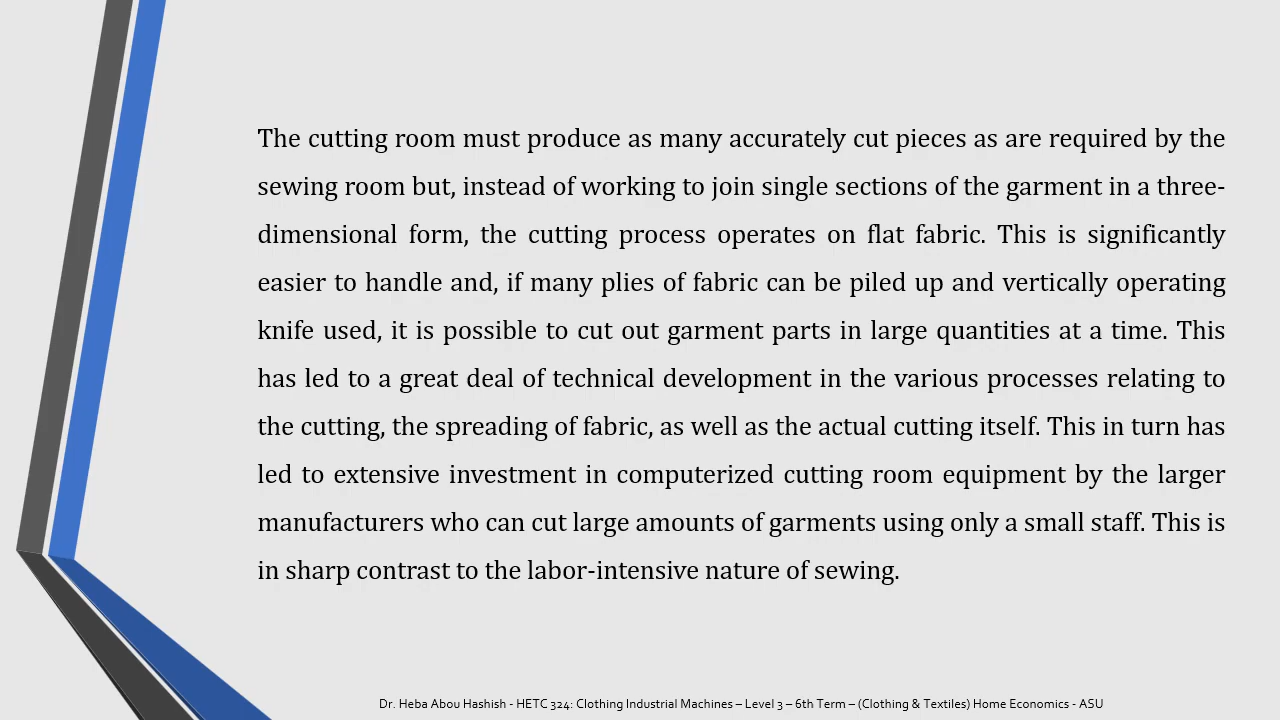 The cutting room must produce as many accurately cut pieces as are required by the
sewing room but, instead of working to join single sections of the garment in a three-
dimensional form, the cutting process operates on flat fabric. This is significantly
easier to handle and, if many plies of fabric can be piled up and vertically operating
knife used, it is possible to cut out garment parts in large quantities at a time. This
has led to a great deal of technical development in the various processes relating to
the cutting, the spreading of fabric, as well as the actual cutting itself. This in turn has
led to extensive investment in computerized cutting room equipment by the larger
manufacturers who can cut large amounts of garments using only a small staff. This is
in sharp contrast to the labor-intensive nature of sewing.
Dr. Heba Abou Hashish - HETC 324: Clothing Industrial Machines – Level 3 – 6th Term – (Clothing & Textiles) Home Economics - ASU